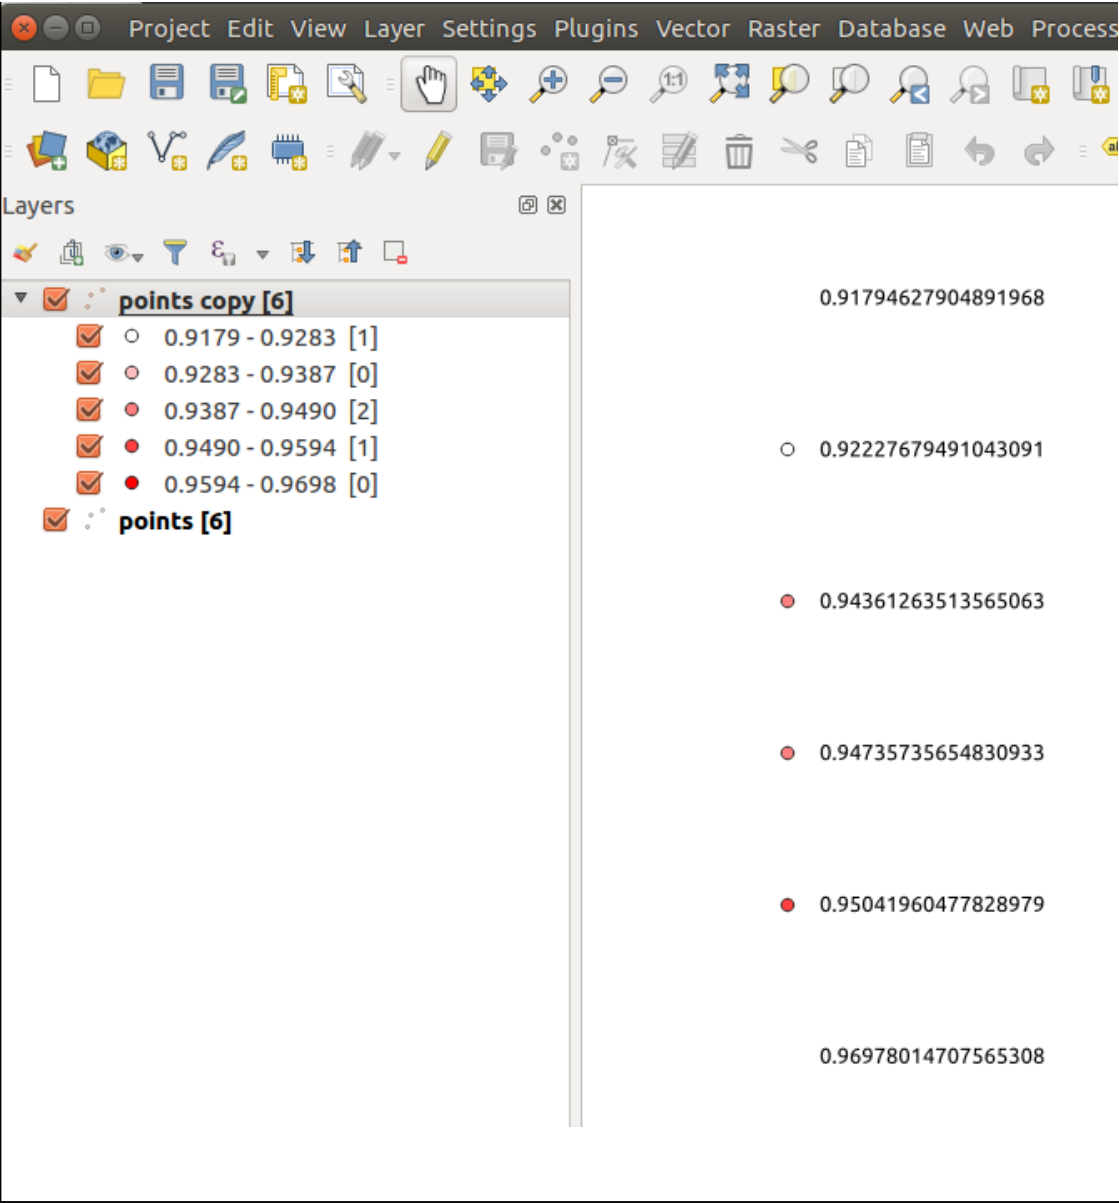 Project Edit View Layer Settings Plugins Vector Raster Database Web Process
1:1
Layers
ε
points copy [6]
0.9179 - 0.9283 [1]
0.9283 - 0.9387 [0]
0.9387 - 0.9490 [2]
0.9490 - 0.9594 [1]
0.9594 - 0.9698 [0]
points [6]
0.91794627904891968
0.92227679491043091
0.94361263513565063
0.94735735654830933
0.95041960477828979
0.96978014707565308